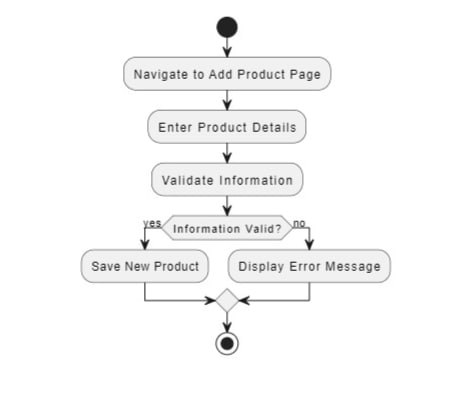 Navigate to Add Product Page
Enter Product Details
Validate Information
yes
Information Valid?
no
Save New Product
Display Error Message